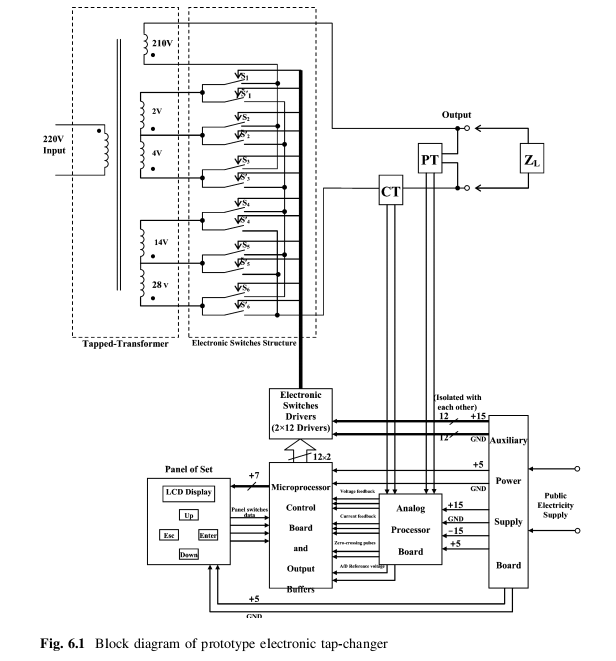 210V
S₁
S'₁
2V
S₂
S'₂
4V
S₃
S'₃
S₄
S'₄
14V
S₅
S'₅
28 v
S₆
S'₆
220V
Input
Output
PT
Z_L
CT
Tapped-Transformer
Electronic Switches Structure
Electronic
Switches
Drivers
(2×12 Drivers)
(Isolated with
each other)
12
+15
12
GND
Auxiliary
Power
Supply
Board
12×2
Panel of Set
+7
LCD Display
Up
Esc
Enter
Down
Panel switches
data
Microprocessor
Control
Board
and
Output
Buffers
Voltage feedback
Current feedback
Zero-crossing pulses
A/D Reference voltage
Analog
Processor
Board
+5
GND
+15
GND
−15
+5
Public
Electricity
Supply
+5
GND
Fig. 6.1 Block diagram of prototype electronic tap-changer